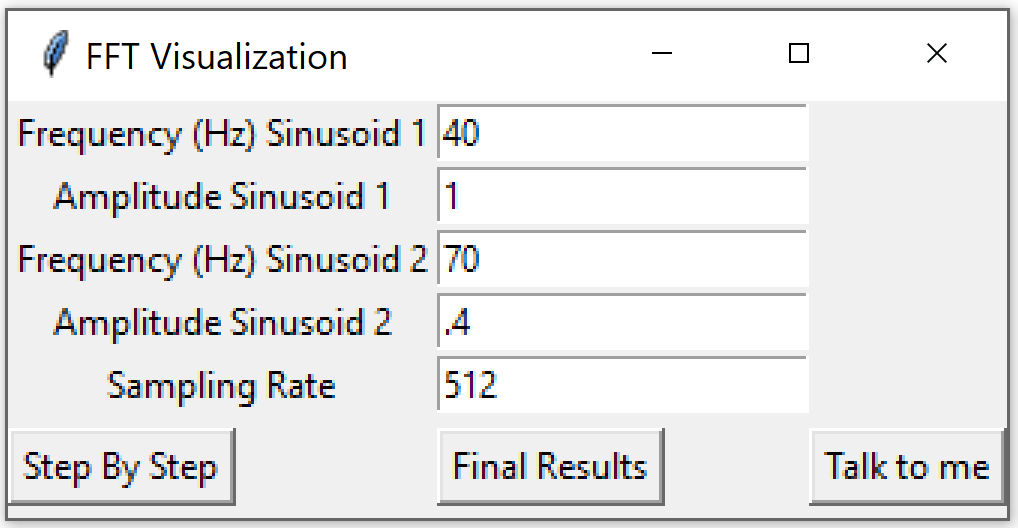 FFT Visualization
Frequency (Hz) Sinusoid 1 40
Amplitude Sinusoid 1 1
Frequency (Hz) Sinusoid 2 70
Amplitude Sinusoid 2 .4
Sampling Rate 512
Step By Step Final Results Talk to me